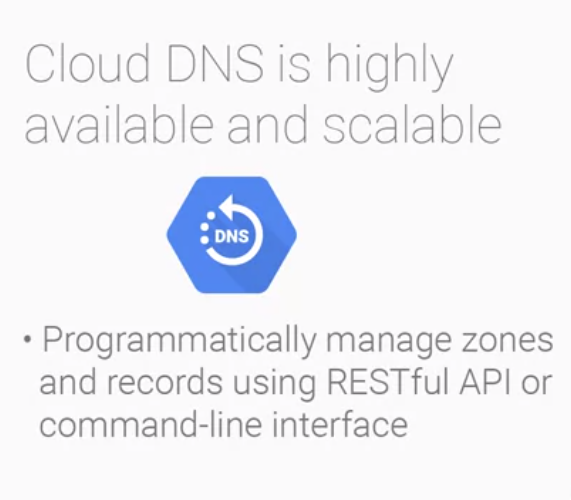 Cloud DNS is highly
available and scalable
DNS
• Programmatically manage zones
and records using RESTful API or
command-line interface